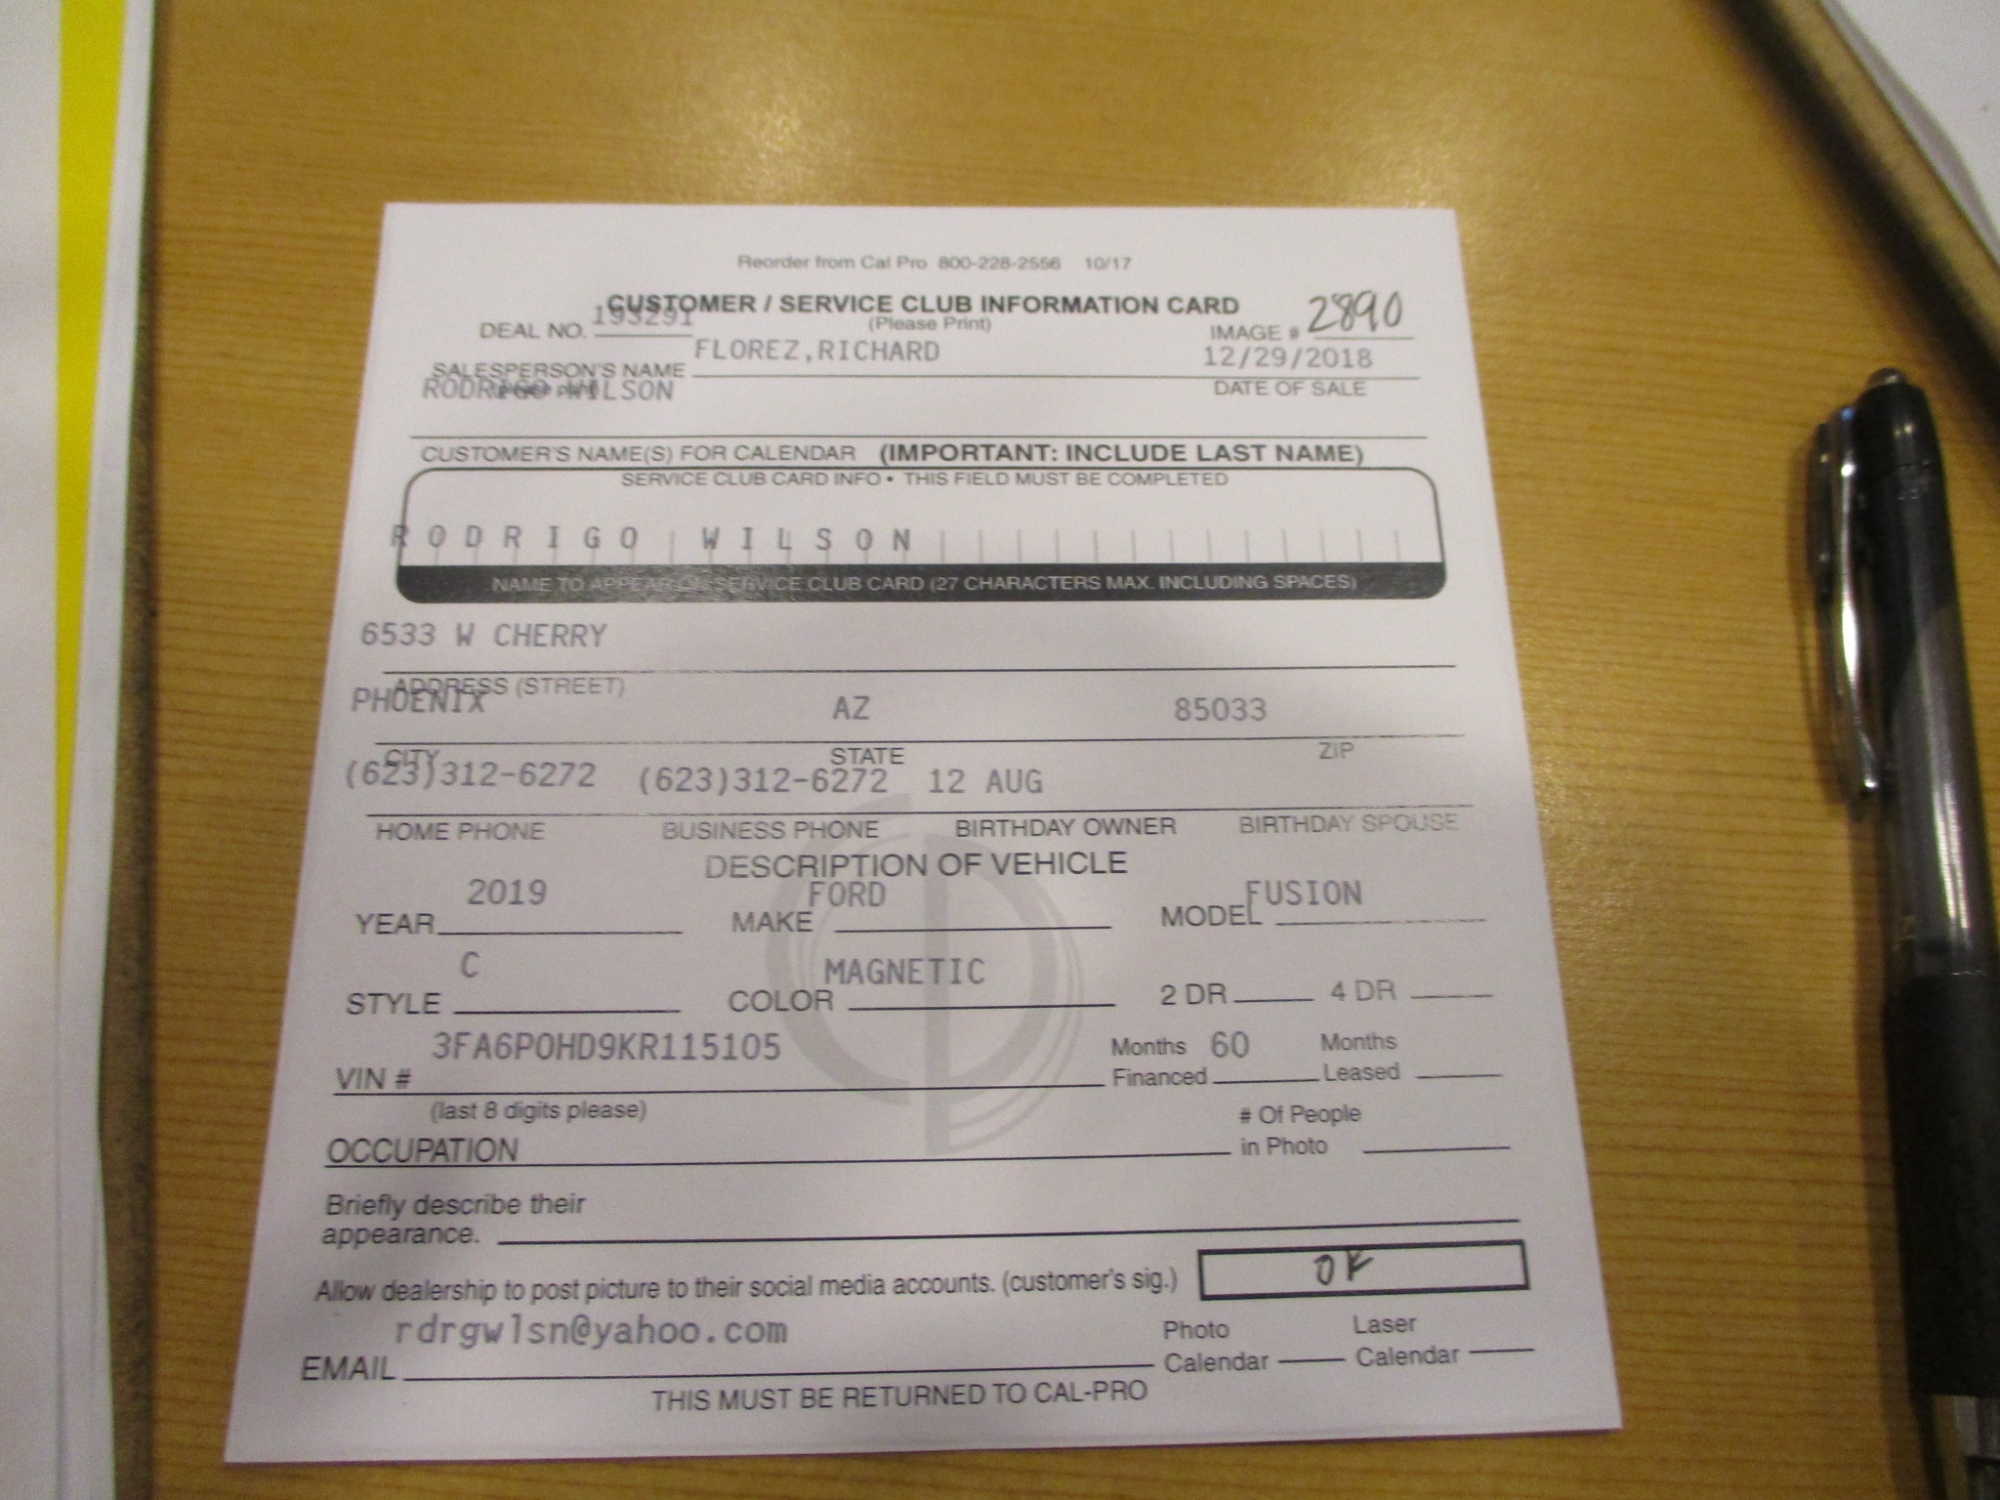 Reorder from Cal Pro 800-228-2556 10/17
CUSTOMER / SERVICE CLUB INFORMATION CARD
(Please Print)
DEAL NO. 193291
IMAGE # 2890
SALESPERSON'S NAME FLOREZ,RICHARD
12/29/2018
DATE OF SALE
RODRIGO WILSON
CUSTOMER'S NAME(S) FOR CALENDAR (IMPORTANT: INCLUDE LAST NAME)
SERVICE CLUB CARD INFO • THIS FIELD MUST BE COMPLETED
RODRIGO WILSON
NAME TO APPEAR ON SERVICE CLUB CARD (27 CHARACTERS MAX. INCLUDING SPACES)
6533 W CHERRY
ADDRESS (STREET)
PHOENIX AZ 85033
CITY STATE ZIP
(623)312-6272 (623)312-6272 12 AUG
HOME PHONE BUSINESS PHONE BIRTHDAY OWNER BIRTHDAY SPOUSE
DESCRIPTION OF VEHICLE
YEAR 2019 MAKE FORD MODEL FUSION
STYLE C COLOR MAGNETIC 2 DR 4 DR
VIN # 3FA6P0HD9KR115105 Months Financed 60 Months Leased
(last 8 digits please)
OCCUPATION # Of People in Photo
Briefly describe their
appearance.
Allow dealership to post picture to their social media accounts. (customer's sig.) OK
EMAIL rdrgwlsn@yahoo.com Photo Calendar Laser Calendar
THIS MUST BE RETURNED TO CAL-PRO